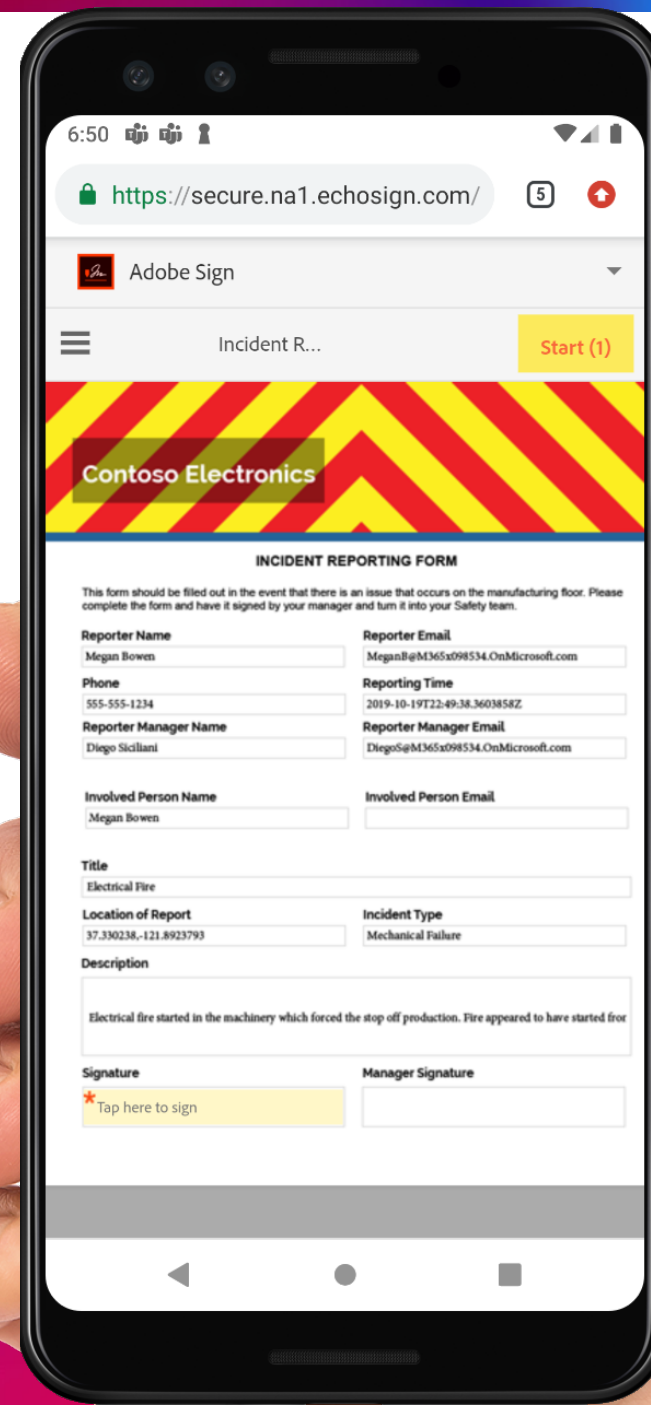 6:50
https://secure.na1.echosign.com/
5
Adobe Sign
Incident R...
Start (1)
Contoso Electronics
INCIDENT REPORTING FORM
This form should be filled out in the event that there is an issue that occurs on the manufacturing floor. Please
complete the form and have it signed by your manager and turn it into your Safety team.
Reporter Name
Reporter Email
Megan Bowen
MeganB@M365x098534.OnMicrosoft.com
Phone
Reporting Time
555-555-1234
2019-10-19T22:49:38.3603858Z
Reporter Manager Name
Reporter Manager Email
Diego Siciliani
DiegoS@M365x098534.OnMicrosoft.com
Involved Person Name
Involved Person Email
Megan Bowen
Title
Electrical Fire
Location of Report
Incident Type
37.330238,-121.8923793
Mechanical Failure
Description
Electrical fire started in the machinery which forced the stop off production. Fire appeared to have started fror
Signature
Manager Signature
*Tap here to sign